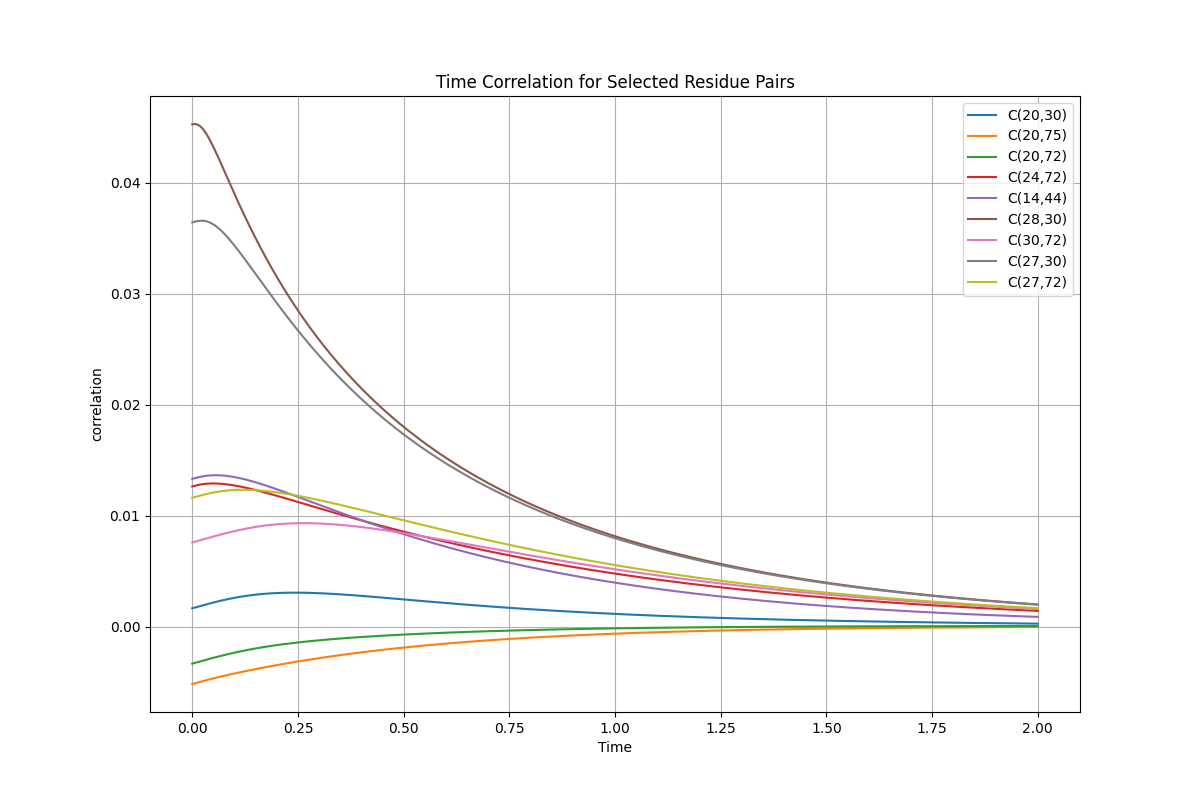 Time Correlation for Selected Residue Pairs
C(20,30)
C(20,75)
C(20,72)
C(24,72)
C(14,44)
C(28,30)
C(30,72)
C(27,30)
C(27,72)
correlation
0.04
0.03
0.02
0.01
0.00
0.00 0.25 0.50 0.75 1.00 1.25 1.50 1.75 2.00
Time